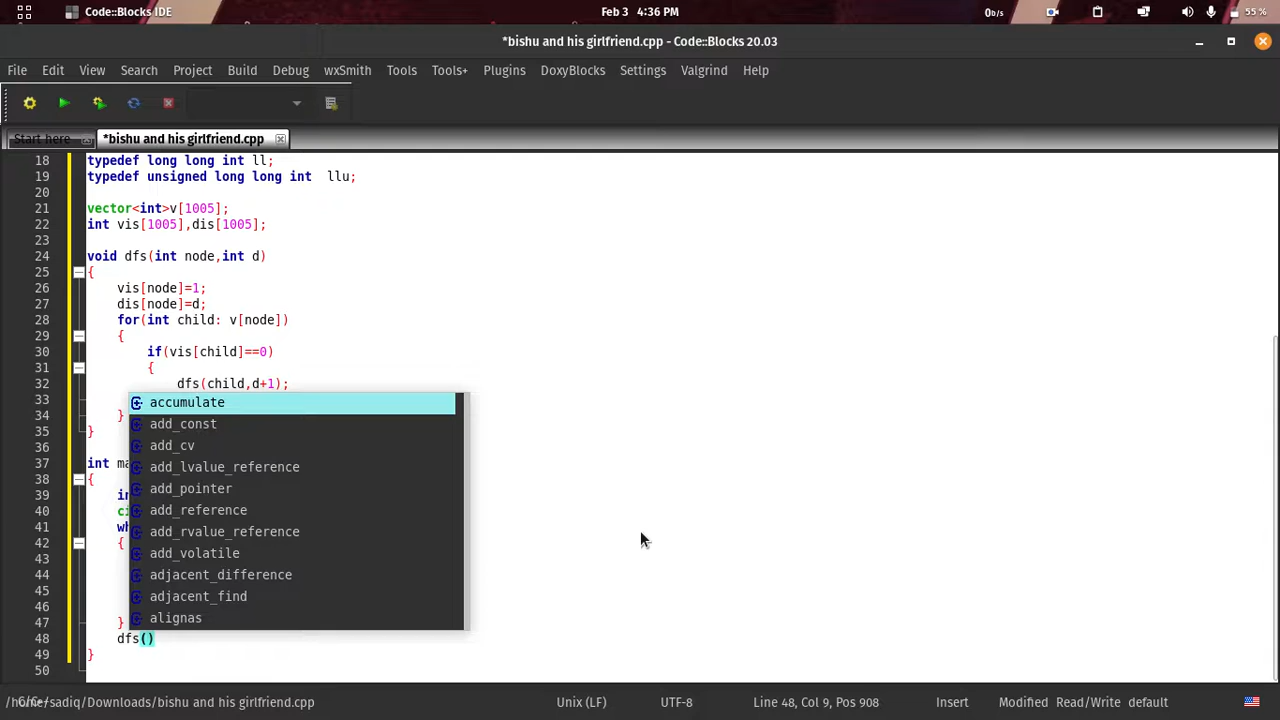 Code::Blocks IDE
Feb 3 4:36 PM
0b/s
55 %
*bishu and his girlfriend.cpp - Code::Blocks 20.03
File Edit View Search Project Build Debug wxSmith Tools Tools+ Plugins DoxyBlocks Settings Valgrind Help
Start here *bishu and his girlfriend.cpp
18 typedef long long int ll;
19 typedef unsigned long long int llu;
20
21 vector<int>v[1005];
22 int vis[1005],dis[1005];
23
24 void dfs(int node,int d)
25 {
26 vis[node]=1;
27 dis[node]=d;
28 for(int child: v[node])
29 {
30 if(vis[child]==0)
31 {
32 dfs(child,d+1);
33
34 }
35 }
36
37 int ma
38 {
39 in
40 ci
41 wh
42 {
43
44
45
46
47 }
48 dfs()
49 }
50
accumulate
add_const
add_cv
add_lvalue_reference
add_pointer
add_reference
add_rvalue_reference
add_volatile
adjacent_difference
adjacent_find
alignas
/home/sadiq/Downloads/bishu and his girlfriend.cpp
Unix (LF) UTF-8 Line 48, Col 9, Pos 908 Insert Modified Read/Write default